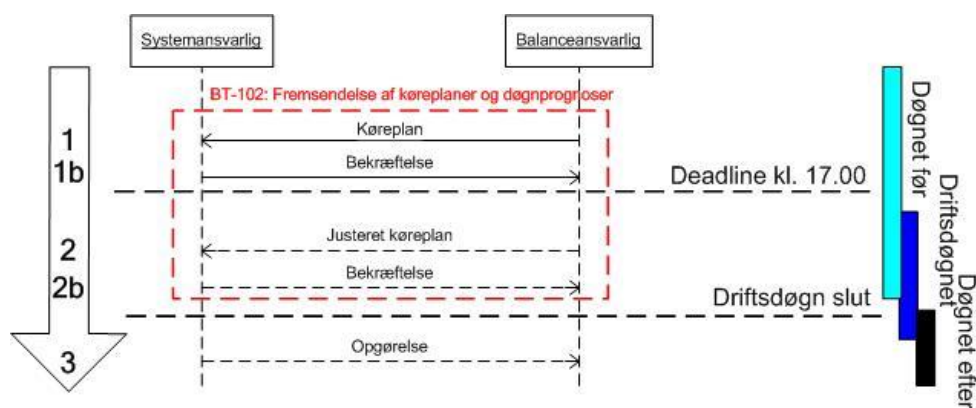 Systemansvarlig
Balanceansvarlig
BT-102: Fremsendelse af køreplaner og døgnprognoser
1
Køreplan
1b
Bekræftelse
Deadline kl. 17.00
2
Justeret køreplan
2b
Bekræftelse
Driftsdøgn slut
3
Opgørelse
Døgnet før
Driftsdøgnet
Døgnet efter